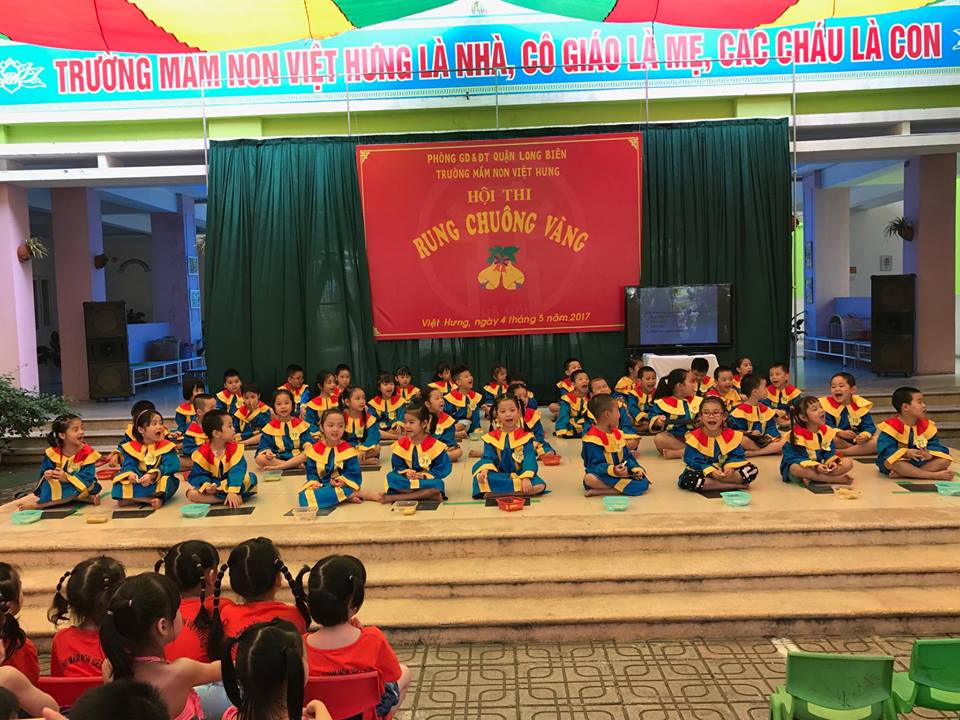 TRƯỜNG MẦM NON VIỆT HƯNG LÀ NHÀ, CÔ GIÁO LÀ MẸ, CÁC CHÁU LÀ CON
PHÒNG GD&ĐT QUẬN LONG BIÊN
TRƯỜNG MẦM NON VIỆT HƯNG
HỘI THI
RUNG CHUÔNG VÀNG
Việt Hưng, ngày 4 tháng 5 năm 2017